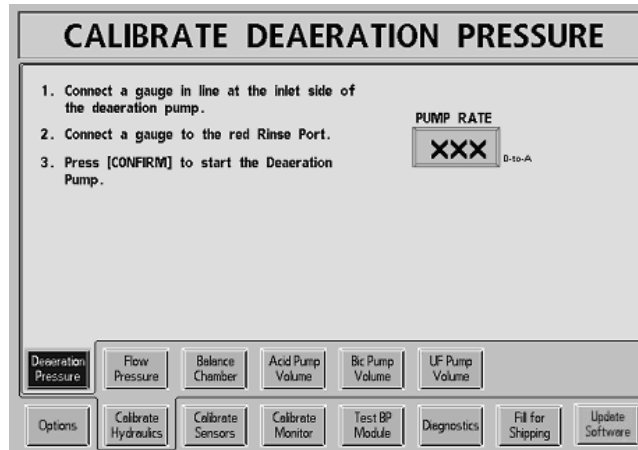 CALIBRATE DEAERATION PRESSURE
1. Connect a gauge in line at the inlet side of
the deaeration pump.
2. Connect a gauge to the red Rinse Port.
3. Press [CONFIRM] to start the Deaeration
Pump.
PUMP RATE
XXX
D-to-A
Deaeration
Pressure
Flow
Pressure
Balance
Chamber
Acid Pump
Volume
Bic Pump
Volume
UF Pump
Volume
Options
Calibrate
Hydraulics
Calibrate
Sensors
Calibrate
Monitor
Test BP
Module
Diagnostics
Fill for
Shipping
Update
Software